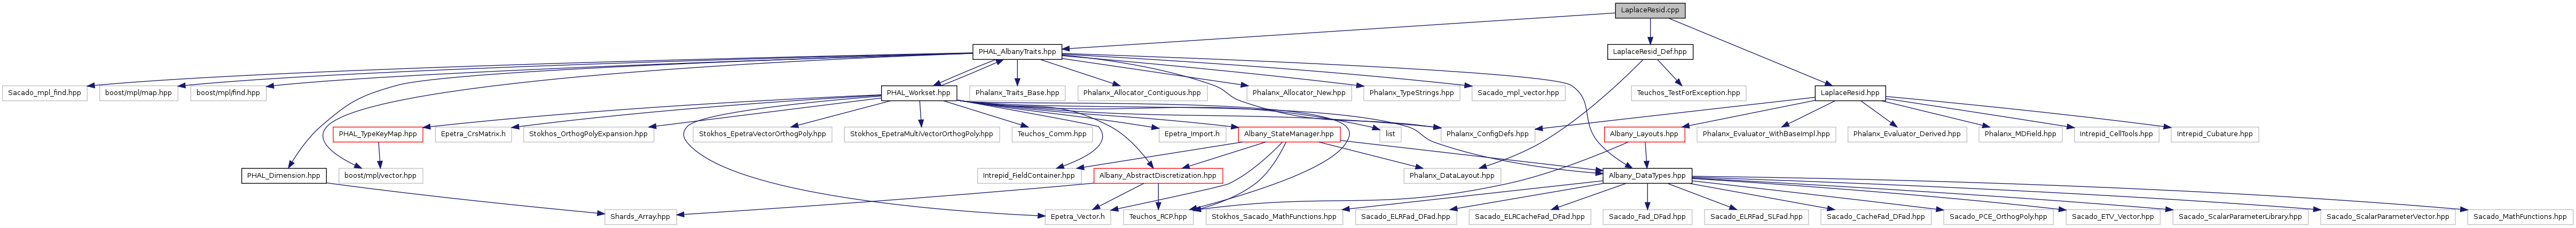 LaplaceResid.cpp
PHAL_AlbanyTraits.hpp
LaplaceResid_Def.hpp
Sacado_mpl_find.hpp
boost/mpl/map.hpp
boost/mpl/find.hpp
PHAL_Workset.hpp
Phalanx_Traits_Base.hpp
Phalanx_Allocator_Contiguous.hpp
Phalanx_Allocator_New.hpp
Phalanx_TypeStrings.hpp
Sacado_mpl_vector.hpp
Teuchos_TestForException.hpp
LaplaceResid.hpp
PHAL_TypeKeyMap.hpp
Epetra_CrsMatrix.h
Stokhos_OrthogPolyExpansion.hpp
Stokhos_EpetraVectorOrthogPoly.hpp
Stokhos_EpetraMultiVectorOrthogPoly.hpp
Teuchos_Comm.hpp
Epetra_Import.h
Albany_StateManager.hpp
list
Phalanx_ConfigDefs.hpp
Albany_Layouts.hpp
Phalanx_Evaluator_WithBaseImpl.hpp
Phalanx_Evaluator_Derived.hpp
Phalanx_MDField.hpp
Intrepid_CellTools.hpp
Intrepid_Cubature.hpp
PHAL_Dimension.hpp
boost/mpl/vector.hpp
Intrepid_FieldContainer.hpp
Albany_AbstractDiscretization.hpp
Phalanx_DataLayout.hpp
Albany_DataTypes.hpp
Shards_Array.hpp
Epetra_Vector.h
Teuchos_RCP.hpp
Stokhos_Sacado_MathFunctions.hpp
Sacado_ELRFad_DFad.hpp
Sacado_ELRCacheFad_DFad.hpp
Sacado_Fad_DFad.hpp
Sacado_ELRFad_SLFad.hpp
Sacado_CacheFad_DFad.hpp
Sacado_PCE_OrthogPoly.hpp
Sacado_ETV_Vector.hpp
Sacado_ScalarParameterLibrary.hpp
Sacado_ScalarParameterVector.hpp
Sacado_MathFunctions.hpp